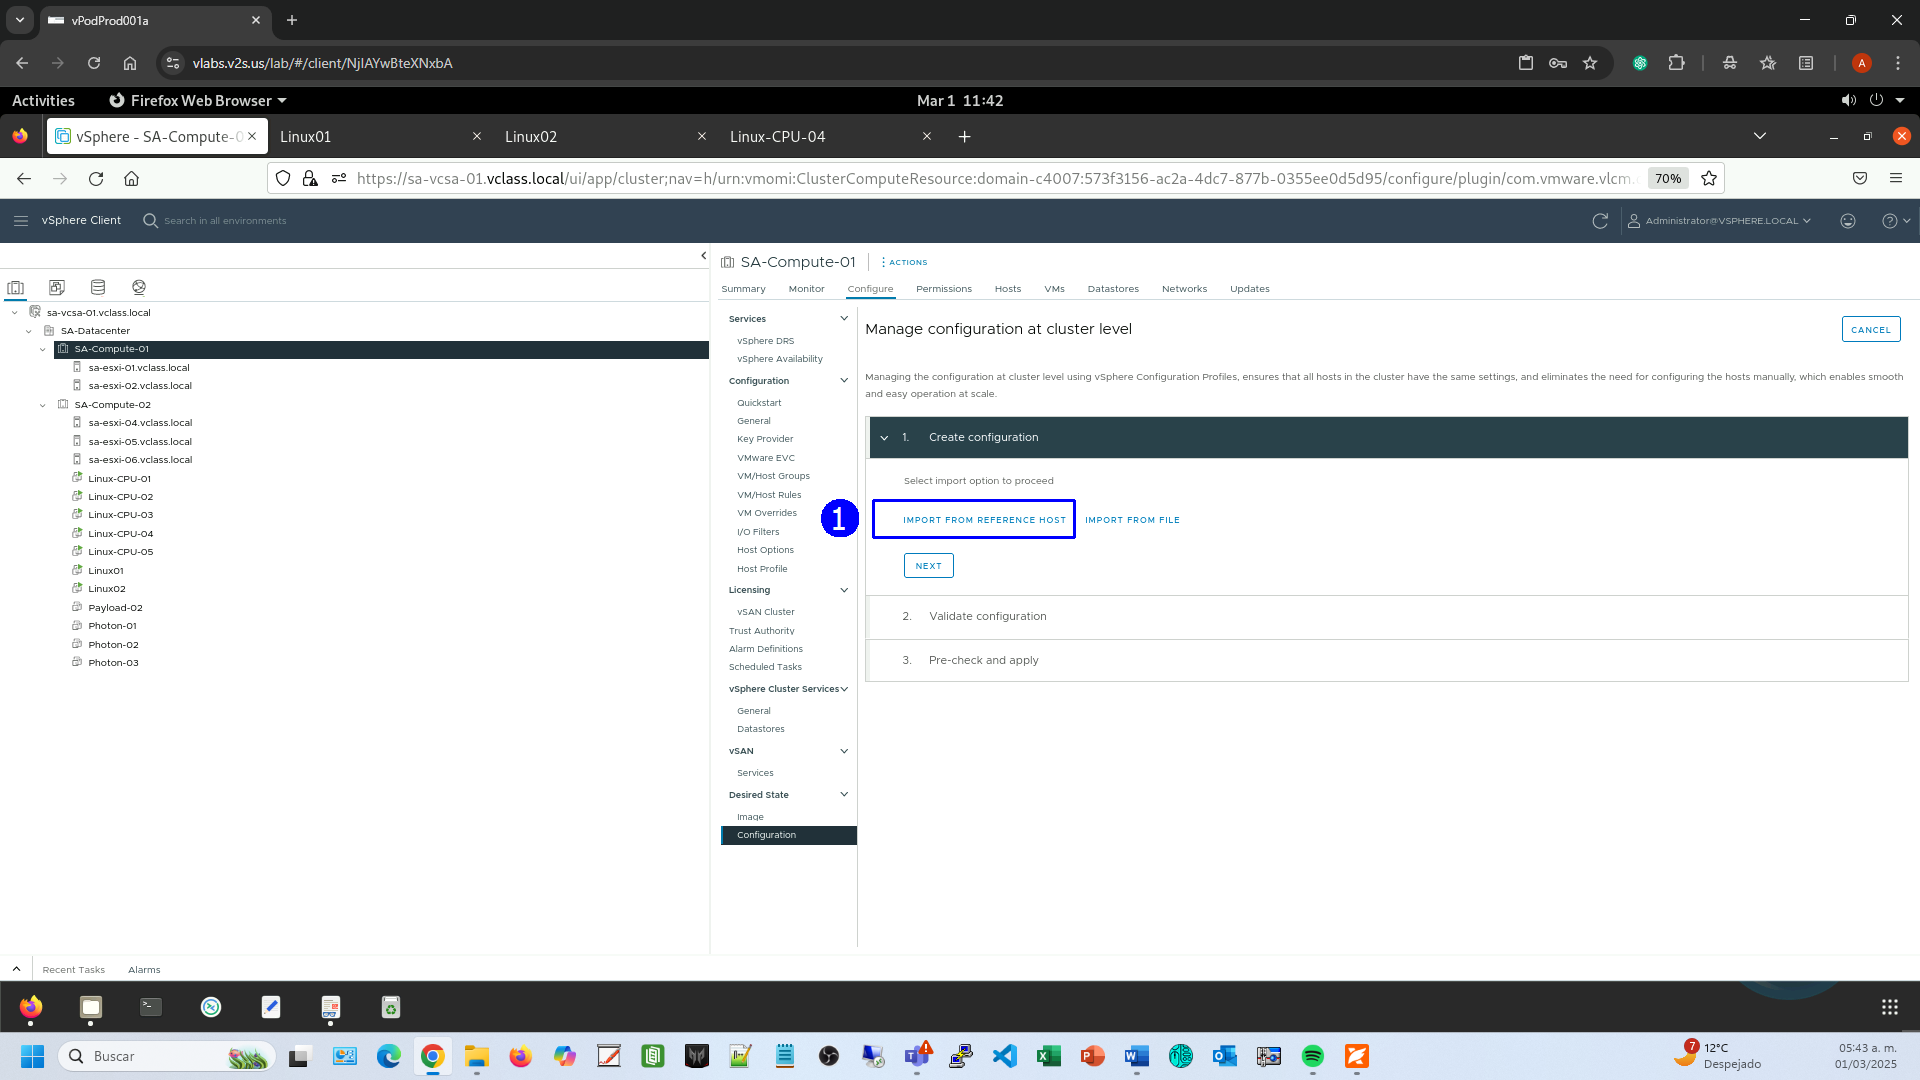 vPodProd001a
vlabs.v2s.us/lab/#/client/NjIAYwBteXNxbA
A
Activities
Firefox Web Browser
Mar 1 11:42
vSphere - SA-Compute-0
Linux01
Linux02
Linux-CPU-04
https://sa-vcsa-01.vclass.local/ui/app/cluster;nav=h/urn:vmomi:ClusterComputeResource:domain-c4007:573f3156-ac2a-4dc7-877b-0355ee0d5d95/configure/plugin/com.vmware.vlcm.
70%
vSphere Client
Search in all environments
Administrator@VSPHERE.LOCAL
sa-vcsa-01.vclass.local
SA-Datacenter
SA-Compute-01
sa-esxi-01.vclass.local
sa-esxi-02.vclass.local
SA-Compute-02
sa-esxi-04.vclass.local
sa-esxi-05.vclass.local
sa-esxi-06.vclass.local
Linux-CPU-01
Linux-CPU-02
Linux-CPU-03
Linux-CPU-04
Linux-CPU-05
Linux01
Linux02
Payload-02
Photon-01
Photon-02
Photon-03
SA-Compute-01
ACTIONS
Summary
Monitor
Configure
Permissions
Hosts
VMs
Datastores
Networks
Updates
Services
vSphere DRS
vSphere Availability
Configuration
Quickstart
General
Key Provider
VMware EVC
VM/Host Groups
VM/Host Rules
VM Overrides
I/O Filters
Host Options
Host Profile
Licensing
vSAN Cluster
Trust Authority
Alarm Definitions
Scheduled Tasks
vSphere Cluster Services
General
Datastores
vSAN
Services
Desired State
Image
Configuration
Manage configuration at cluster level
CANCEL
Managing the configuration at cluster level using vSphere Configuration Profiles, ensures that all hosts in the cluster have the same settings, and eliminates the need for configuring the hosts manually, which enables smooth
and easy operation at scale.
1. Create configuration
Select import option to proceed
1
IMPORT FROM REFERENCE HOST
IMPORT FROM FILE
NEXT
2. Validate configuration
3. Pre-check and apply
Recent Tasks
Alarms
Buscar
7
12°C
Despejado
05:43 a. m.
01/03/2025